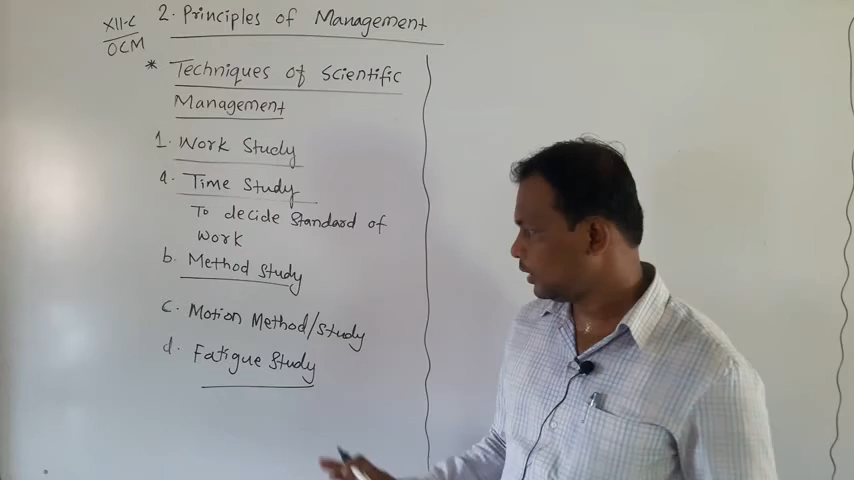 XII-C
OCM
2. Principles of Management
* Techniques of Scientific
Management
1. Work Study
a. Time Study
To decide Standard of
Work
b. Method Study
c. Motion Method/Study
d. Fatigue Study